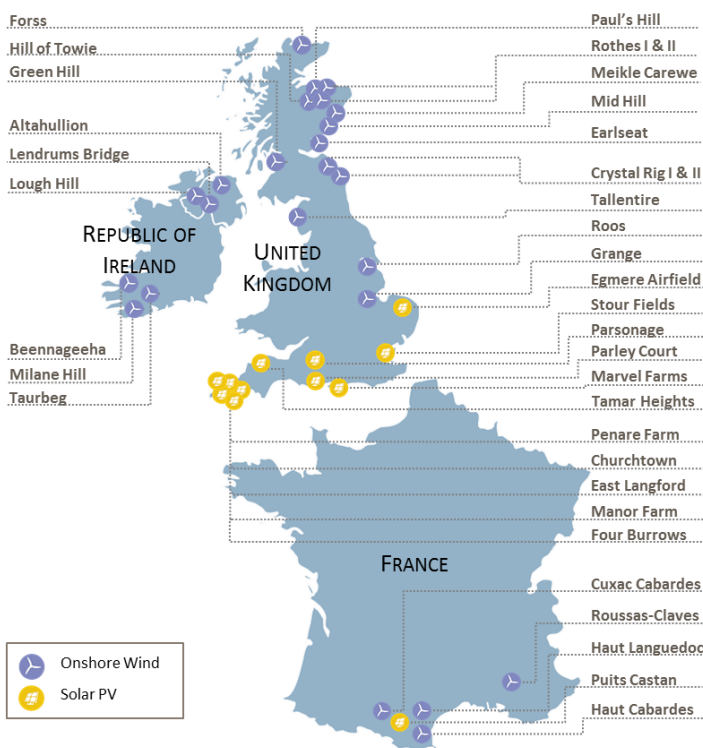 Forss
Hill of Towie
Green Hill
Altahullion
Lendrums Bridge
Lough Hill
REPUBLIC OF
IRELAND
Beennageeha
Milane Hill
Taurbeg
UNITED
KINGDOM
Paul's Hill
Rothes I & II
Meikle Carewe
Mid Hill
Earlseat
Crystal Rig I & II
Tallentire
Roos
Grange
Egmere Airfield
Stour Fields
Parsonage
Parley Court
Marvel Farms
Tamar Heights
Penare Farm
Churchtown
East Langford
Manor Farm
Four Burrows
FRANCE
Cuxac Cabardes
Roussas-Claves
Haut Languedoc
Puits Castan
Haut Cabardes
Onshore Wind
Solar PV